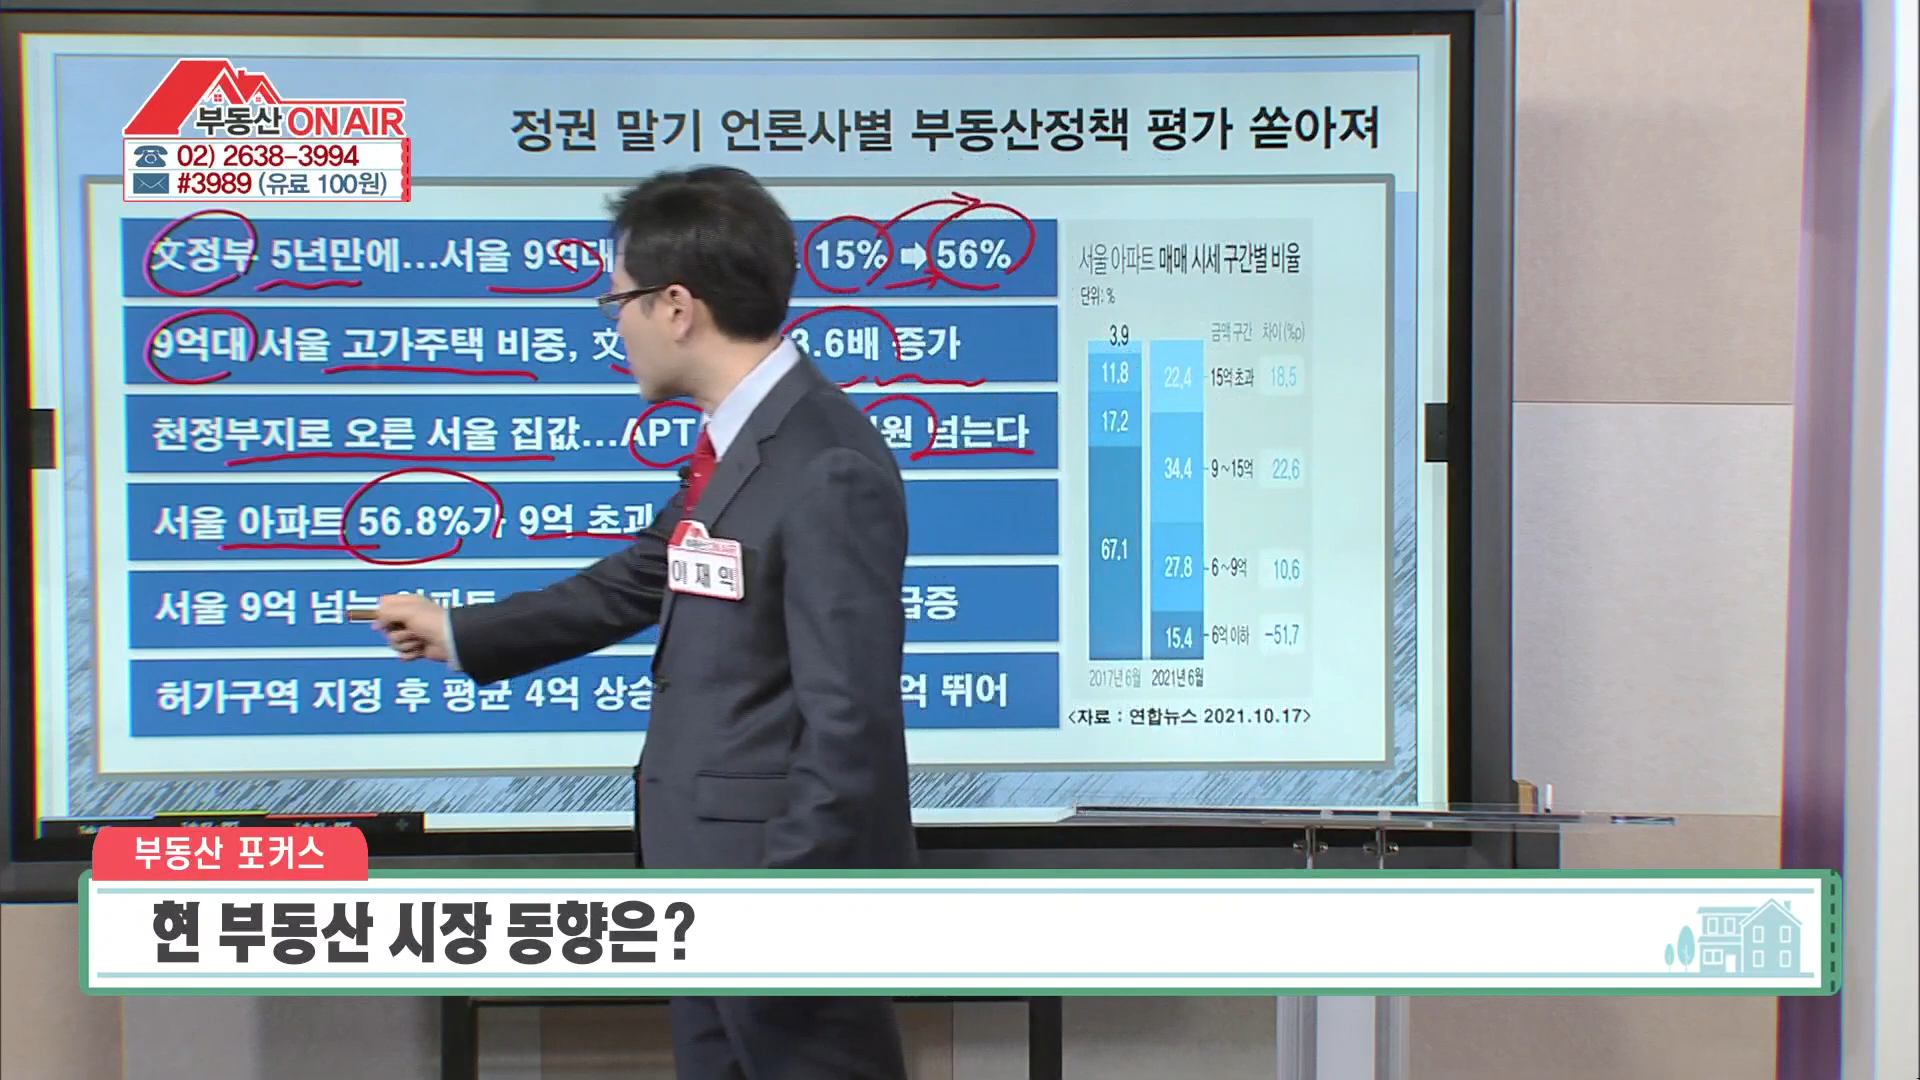 부동산 ON AIR
02) 2638-3994
#3989 (유료 100원)
정권 말기 언론사별 부동산정책 평가 쏟아져
文정부 5년만에...서울 9억대 15% ➡ 56%
9억대 서울 고가주택 비중, 文 3.6배 증가
천정부지로 오른 서울 집값...APT 넘는다
서울 아파트 56.8%가 9억 초과
서울 9억 넘는 아파트 급증
허가구역 지정 후 평균 4억 상승 억 뛰어
서울 아파트 매매 시세 구간별 비율
단위: %
금액 구간 차이 (%p)
3.9
11.8 22.4 15억 초과 18.5
17.2
34.4 9~15억 22.6
67.1
27.8 6~9억 10.6
15.4 6억 이하 -51.7
2017년 6월 2021년 6월
<자료 : 연합뉴스 2021.10.17>
부동산 ON AIR
이재익
부동산 포커스
현 부동산 시장 동향은?